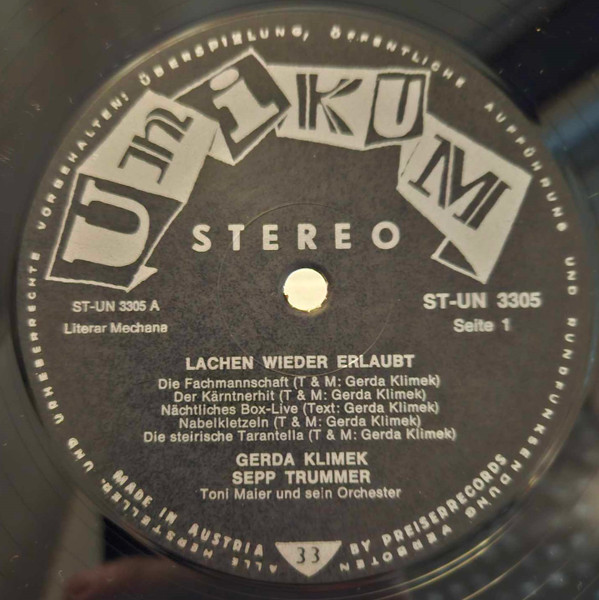 ALLE HERSTELLER- UND URHEBERRECHTE VORBEHALTEN! ÜBERSPIELUNG, ÖFFENTLICHE AUFFÜHRUNG UND RUNDFUNKSENDUNG VERBOTEN
UNiKUM
STEREO
ST-UN 3305 A
Literar Mechana
ST-UN 3305
Seite 1
LACHEN WIEDER ERLAUBT
Die Fachmannschaft (T & M: Gerda Klimek)
Der Kärntnerhit (T & M: Gerda Klimek)
Nächtliches Box-Live (Text: Gerda Klimek)
Nabelkletzeln (T & M: Gerda Klimek)
Die steirische Tarantella (T & M: Gerda Klimek)
GERDA KLIMEK
SEPP TRUMMER
Toni Maier und sein Orchester
MADE IN AUSTRIA
33
BY PREISERRECORDS